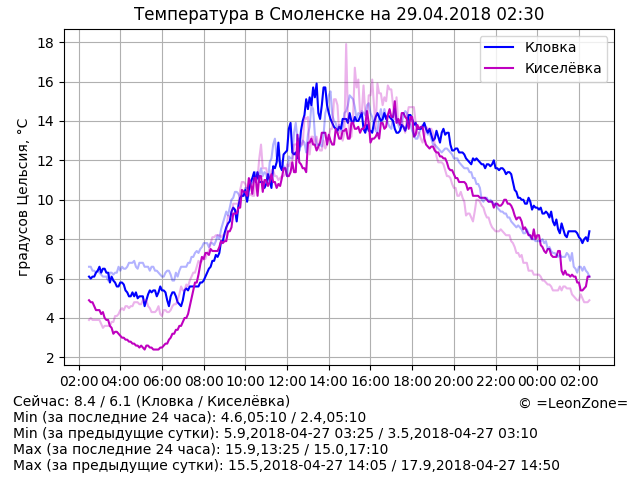 Температура в Смоленске на 29.04.2018 02:30
18
16
14
12
10
8
6
4
2
градусов Цельсия, °C
Кловка
Киселёвка
02:00 04:00 06:00 08:00 10:00 12:00 14:00 16:00 18:00 20:00 22:00 00:00 02:00
Сейчас: 8.4 / 6.1 (Кловка / Киселёвка)
© =LeonZone=
Min (за последние 24 часа): 4.6,05:10 / 2.4,05:10
Min (за предыдущие сутки): 5.9,2018-04-27 03:25 / 3.5,2018-04-27 03:10
Max (за последние 24 часа): 15.9,13:25 / 15.0,17:10
Max (за предыдущие сутки): 15.5,2018-04-27 14:05 / 17.9,2018-04-27 14:50